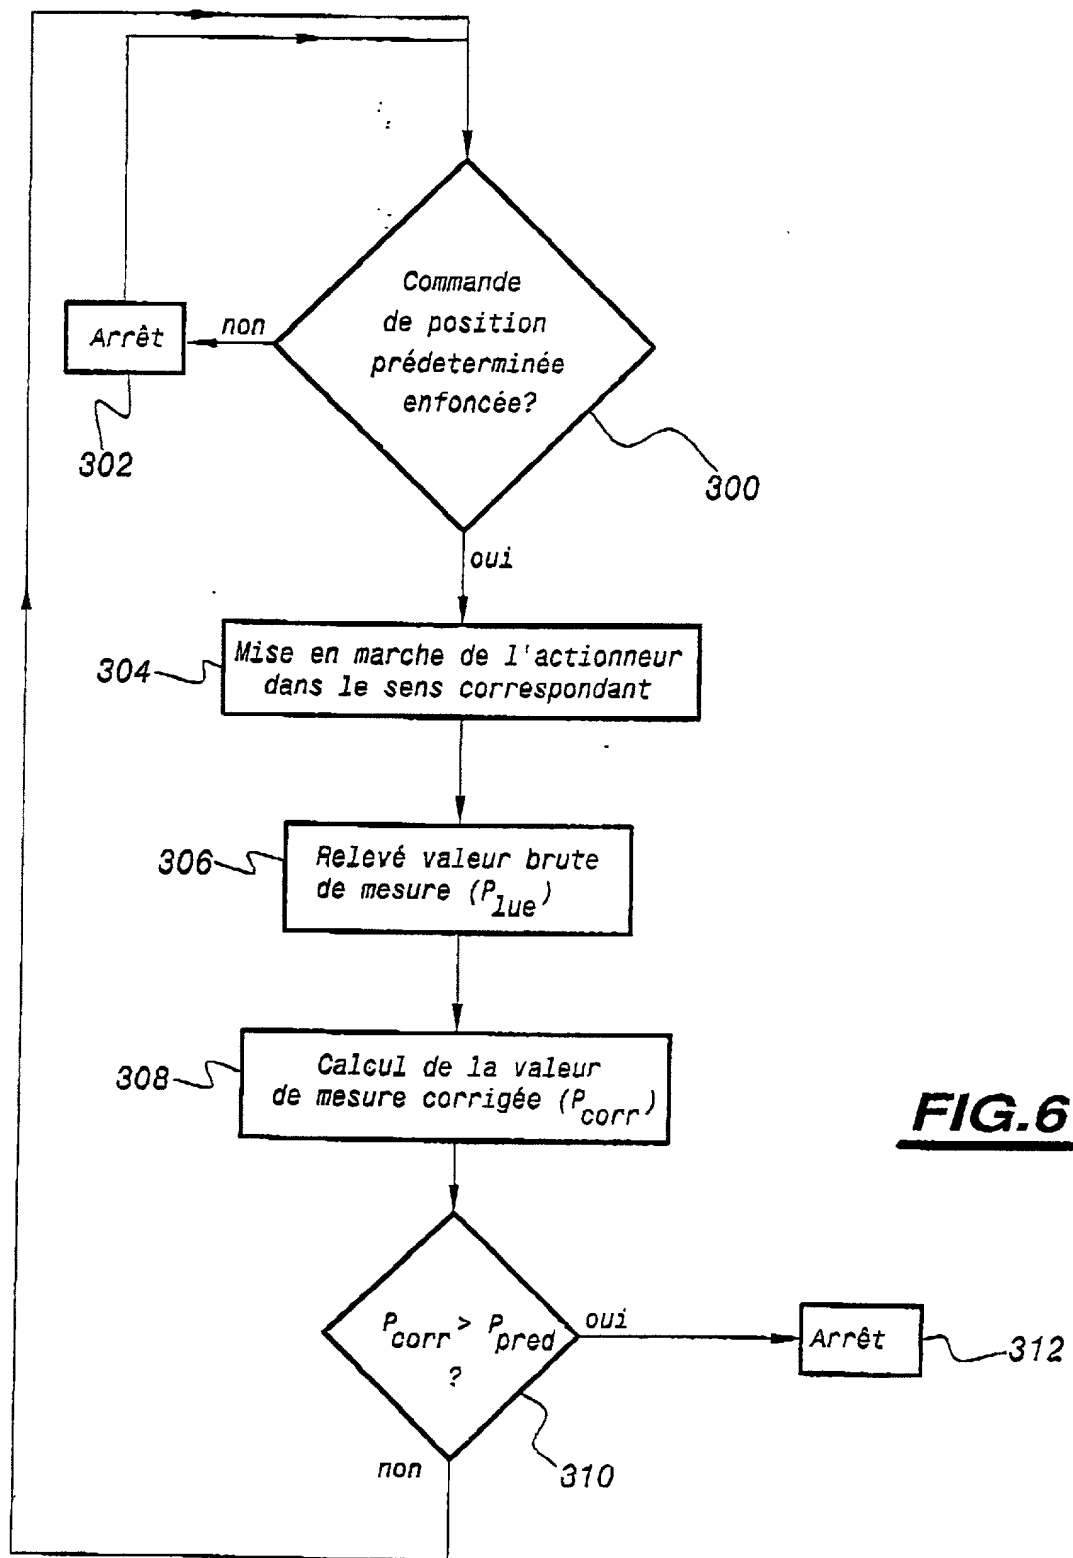 Commande
de position
prédeterminée
enfoncée?
non
Arrêt
302
300
oui
304
Mise en marche de l'actionneur
dans le sens correspondant
306
Relevé valeur brute
de mesure (Plue)
308
Calcul de la valeur
de mesure corrigée (Pcorr)
FIG.6
Pcorr > Ppred
?
oui
Arrêt
312
non
310